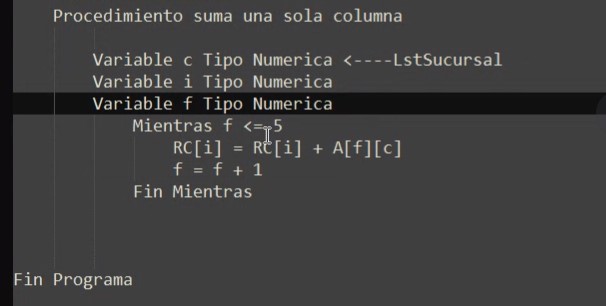 Procedimiento suma una sola columna
Variable c Tipo Numerica <----LstSucursal
Variable i Tipo Numerica
Variable f Tipo Numerica
Mientras f <= 5
RC[i] = RC[i] + A[f][c]
f = f + 1
Fin Mientras
Fin Programa